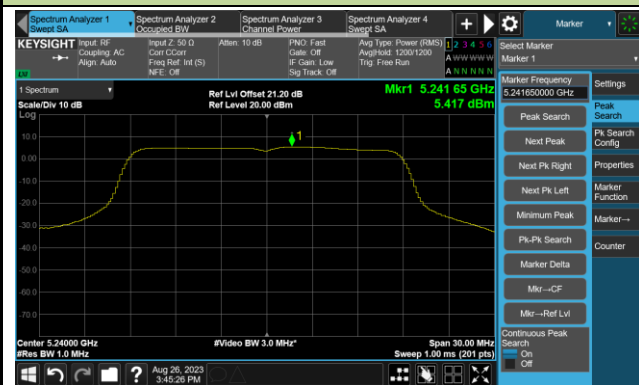 Spectrum Analyzer 1
Swept SA
Spectrum Analyzer 2
Occupied BW
Spectrum Analyzer 3
Channel Power
Spectrum Analyzer 4
Swept SA
Marker
KEYSIGHT
Input: RF
Coupling: AC
Align: Auto
Input Z: 50 Ω
Corr CCorr
Freq Ref: Int (S)
NFE: Off
Atten: 10 dB
PNO: Fast
Gate: Off
IF Gain: Low
Sig Track: Off
Avg Type: Power (RMS)
Avg|Hold: 1200/1200
Trig: Free Run
1 2 3 4 5 6
A W W W W W
A N N N N N
Select Marker
Marker 1
1 Spectrum
Scale/Div 10 dB
Log
Ref Lvl Offset 21.20 dB
Ref Level 20.00 dBm
Mkr1 5.241 65 GHz
5.417 dBm
10.0
0.00
-10.0
-20.0
-30.0
-40.0
-50.0
-60.0
-70.0
1
Center 5.24000 GHz
#Res BW 1.0 MHz
#Video BW 3.0 MHz*
Span 30.00 MHz
Sweep 1.00 ms (201 pts)
Marker Frequency
5.241650000 GHz
Peak Search
Next Peak
Next Pk Right
Next Pk Left
Minimum Peak
Pk-Pk Search
Marker Delta
Mkr→CF
Mkr→Ref Lvl
Continuous Peak
Search
On
Off
Settings
Peak
Search
Pk Search
Config
Properties
Marker
Function
Marker→
Counter
Aug 26, 2023
3:45:26 PM